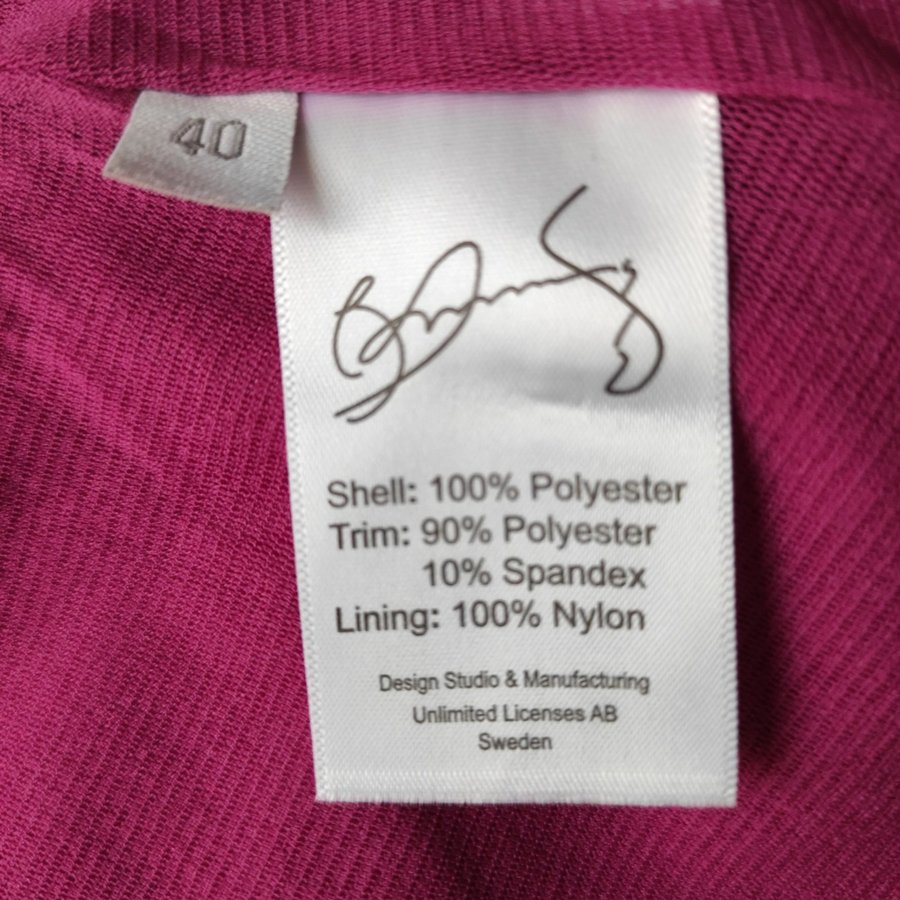 40
Shell: 100% Polyester
Trim: 90% Polyester
10% Spandex
Lining: 100% Nylon
Design Studio & Manufacturing
Unlimited Licenses AB
Sweden